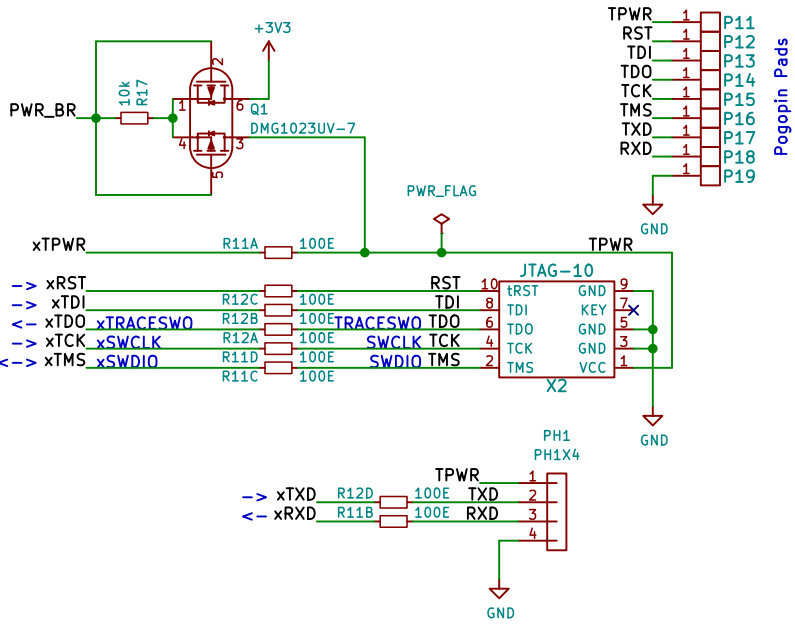 +3V3
10k
R17
2
PWR_BR
1
6
Q1
DMG1023UV-7
4
3
5
TPWR 1 P11
RST 1 P12
TDI 1 P13
TDO 1 P14
TCK 1 P15
TMS 1 P16
TXD 1 P17
RXD 1 P18
1 P19
Pogopin Pads
GND
PWR_FLAG
xTPWR R11A 100E TPWR
JTAG-10
-> xRST RST 10 tRST GND 9
-> xTDI R12C 100E TDI 8 TDI KEY 7
<- xTDO xTRACESWO R12B 100E TRACESWO TDO 6 TDO GND 5
-> xTCK xSWCLK R12A 100E SWCLK TCK 4 TCK GND 3
<-> xTMS xSWDIO R11D 100E SWDIO TMS 2 TMS VCC 1
R11C 100E
X2
GND
PH1
PH1X4
TPWR 1
-> xTXD R12D 100E TXD 2
<- xRXD R11B 100E RXD 3
4
GND